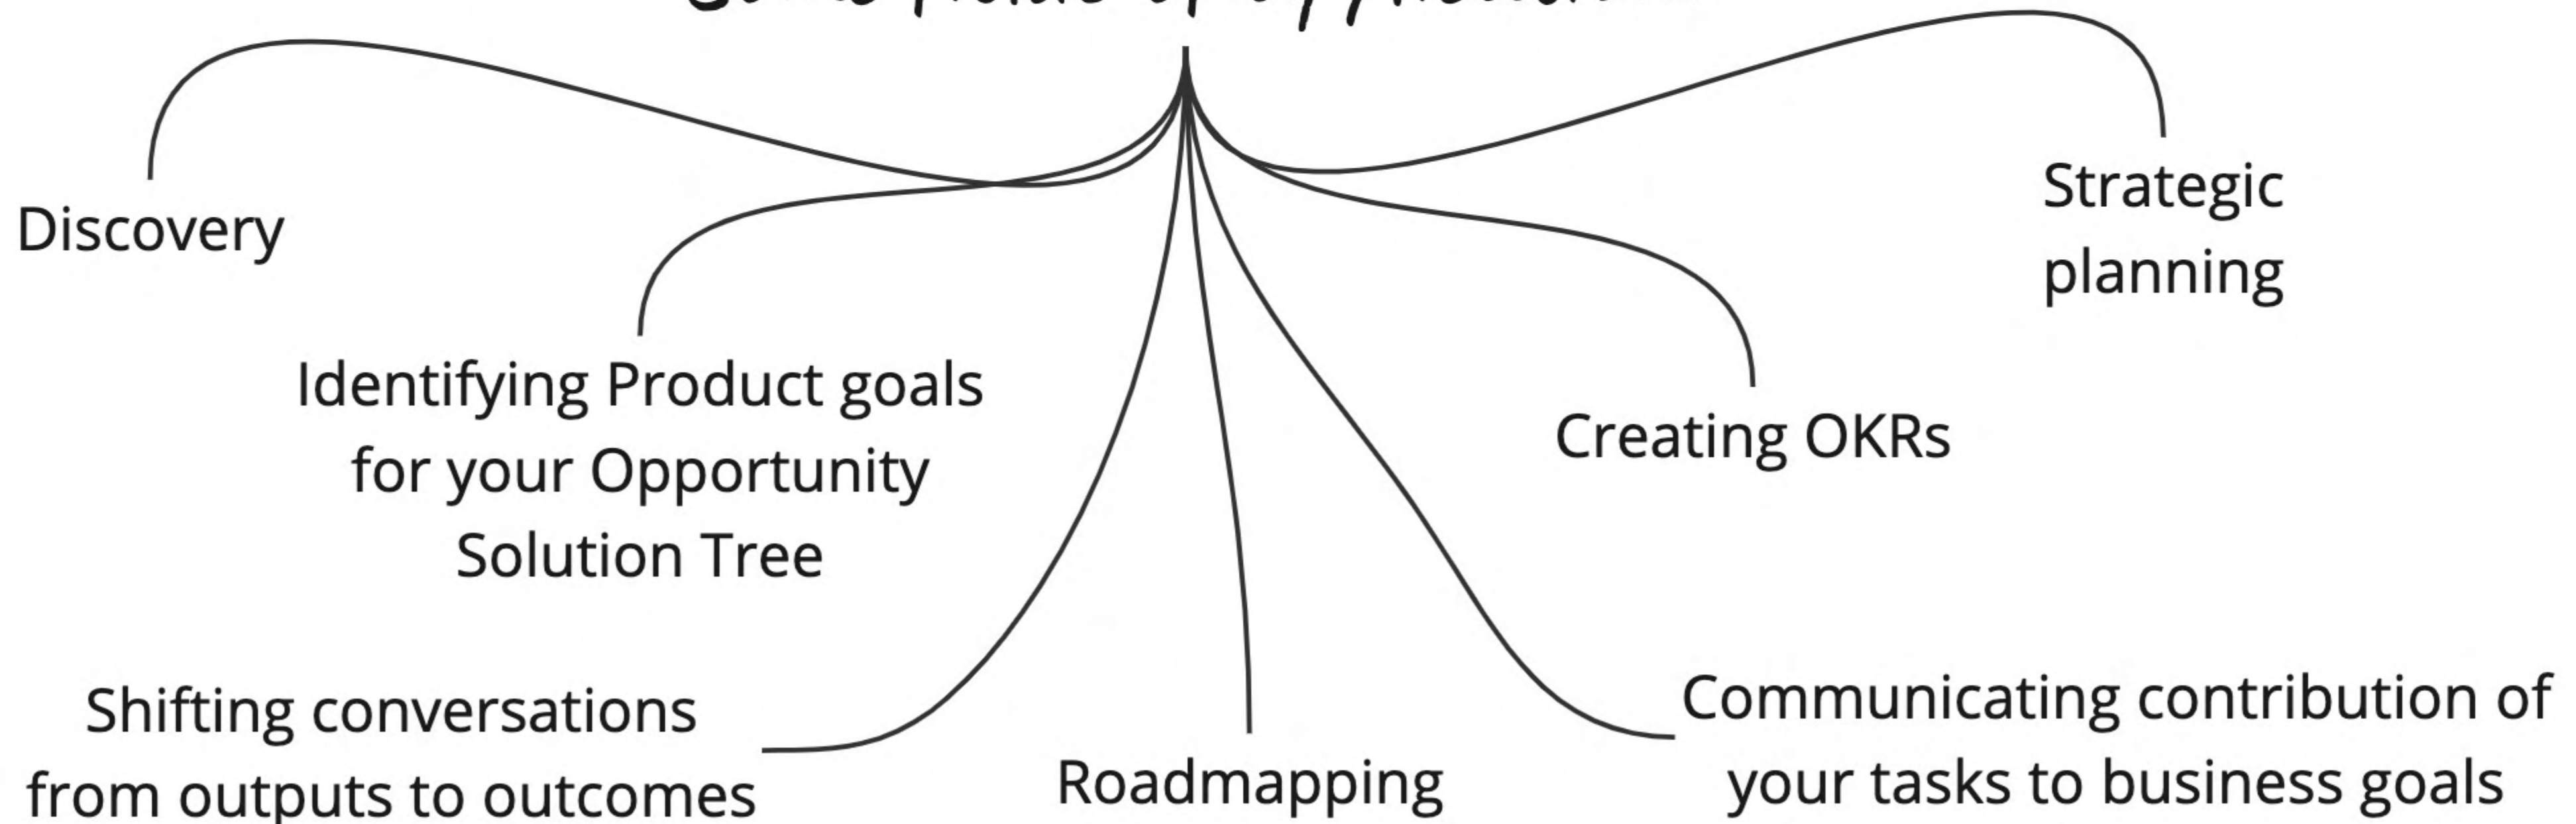 Discovery
Strategic
planning
Identifying Product goals
for your Opportunity
Solution Tree
Creating OKRs
Shifting conversations
from outputs to outcomes
Roadmapping
Communicating contribution of
your tasks to business goals